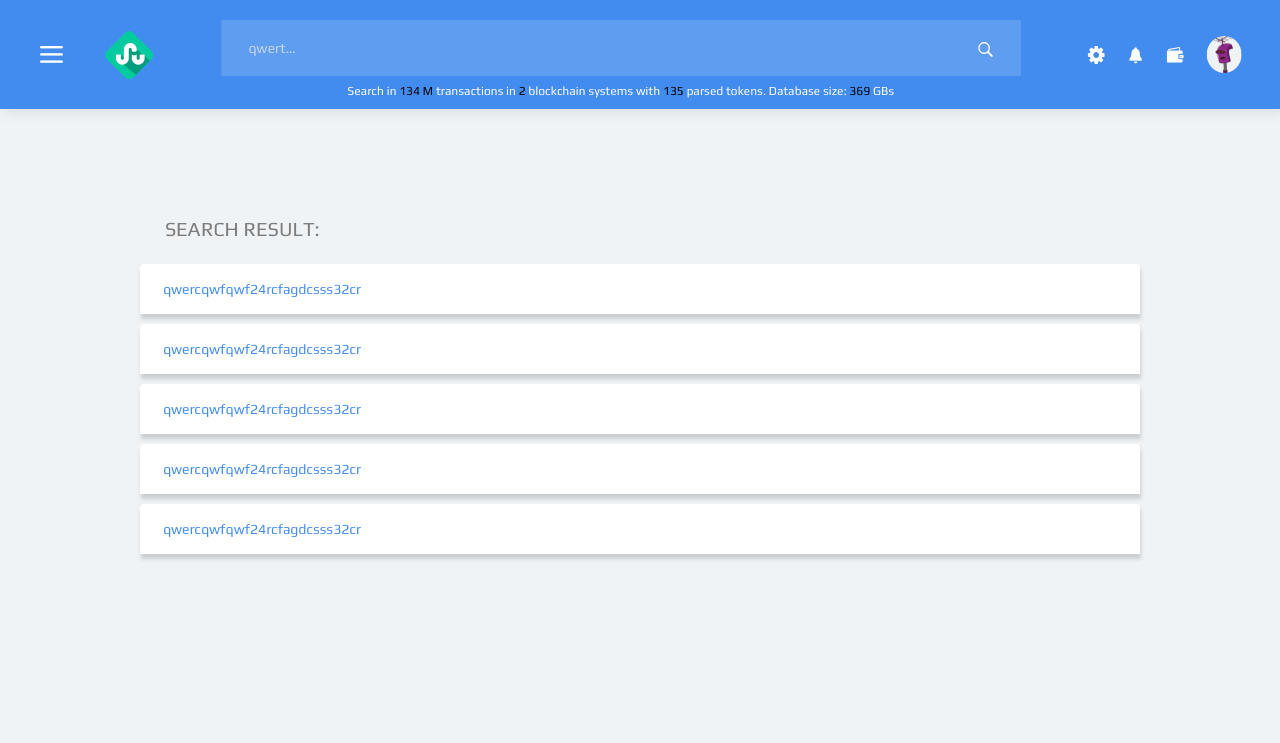 qwert...
Search in 134 M transactions in 2 blockchain systems with 135 parsed tokens. Database size: 369 GBs
SEARCH RESULT:
qwercqwfqwf24rcfagdcsss32cr
qwercqwfqwf24rcfagdcsss32cr
qwercqwfqwf24rcfagdcsss32cr
qwercqwfqwf24rcfagdcsss32cr
qwercqwfqwf24rcfagdcsss32cr